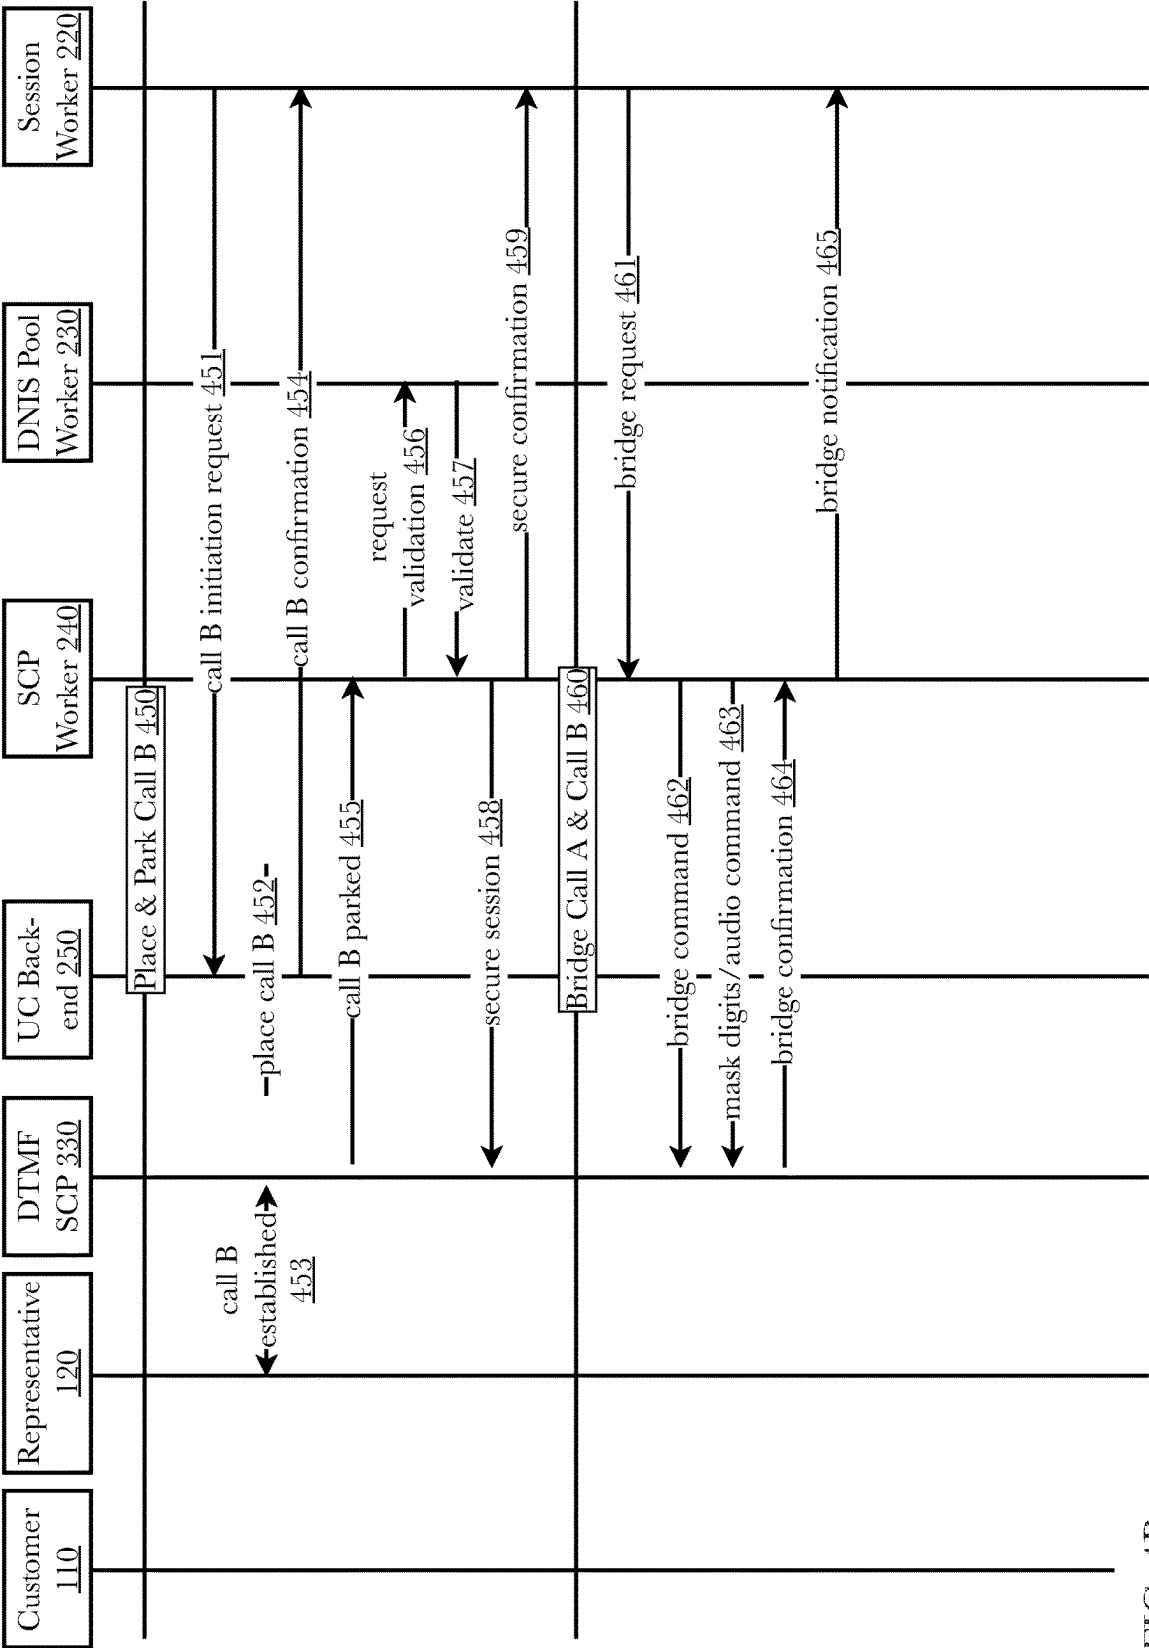 Customer
110
Representative
120
DTMF
SCP 330
UC Back-
end 250
SCP
Worker 240
DNIS Pool
Worker 230
Session
Worker 220
Place & Park Call B 450
call B initiation request 451
place call B 452
call B
established
453
call B confirmation 454
call B parked 455
request
validation 456
validate 457
secure session 458
secure confirmation 459
Bridge Call A & Call B 460
bridge request 461
bridge command 462
mask digits/audio command 463
bridge confirmation 464
bridge notification 465